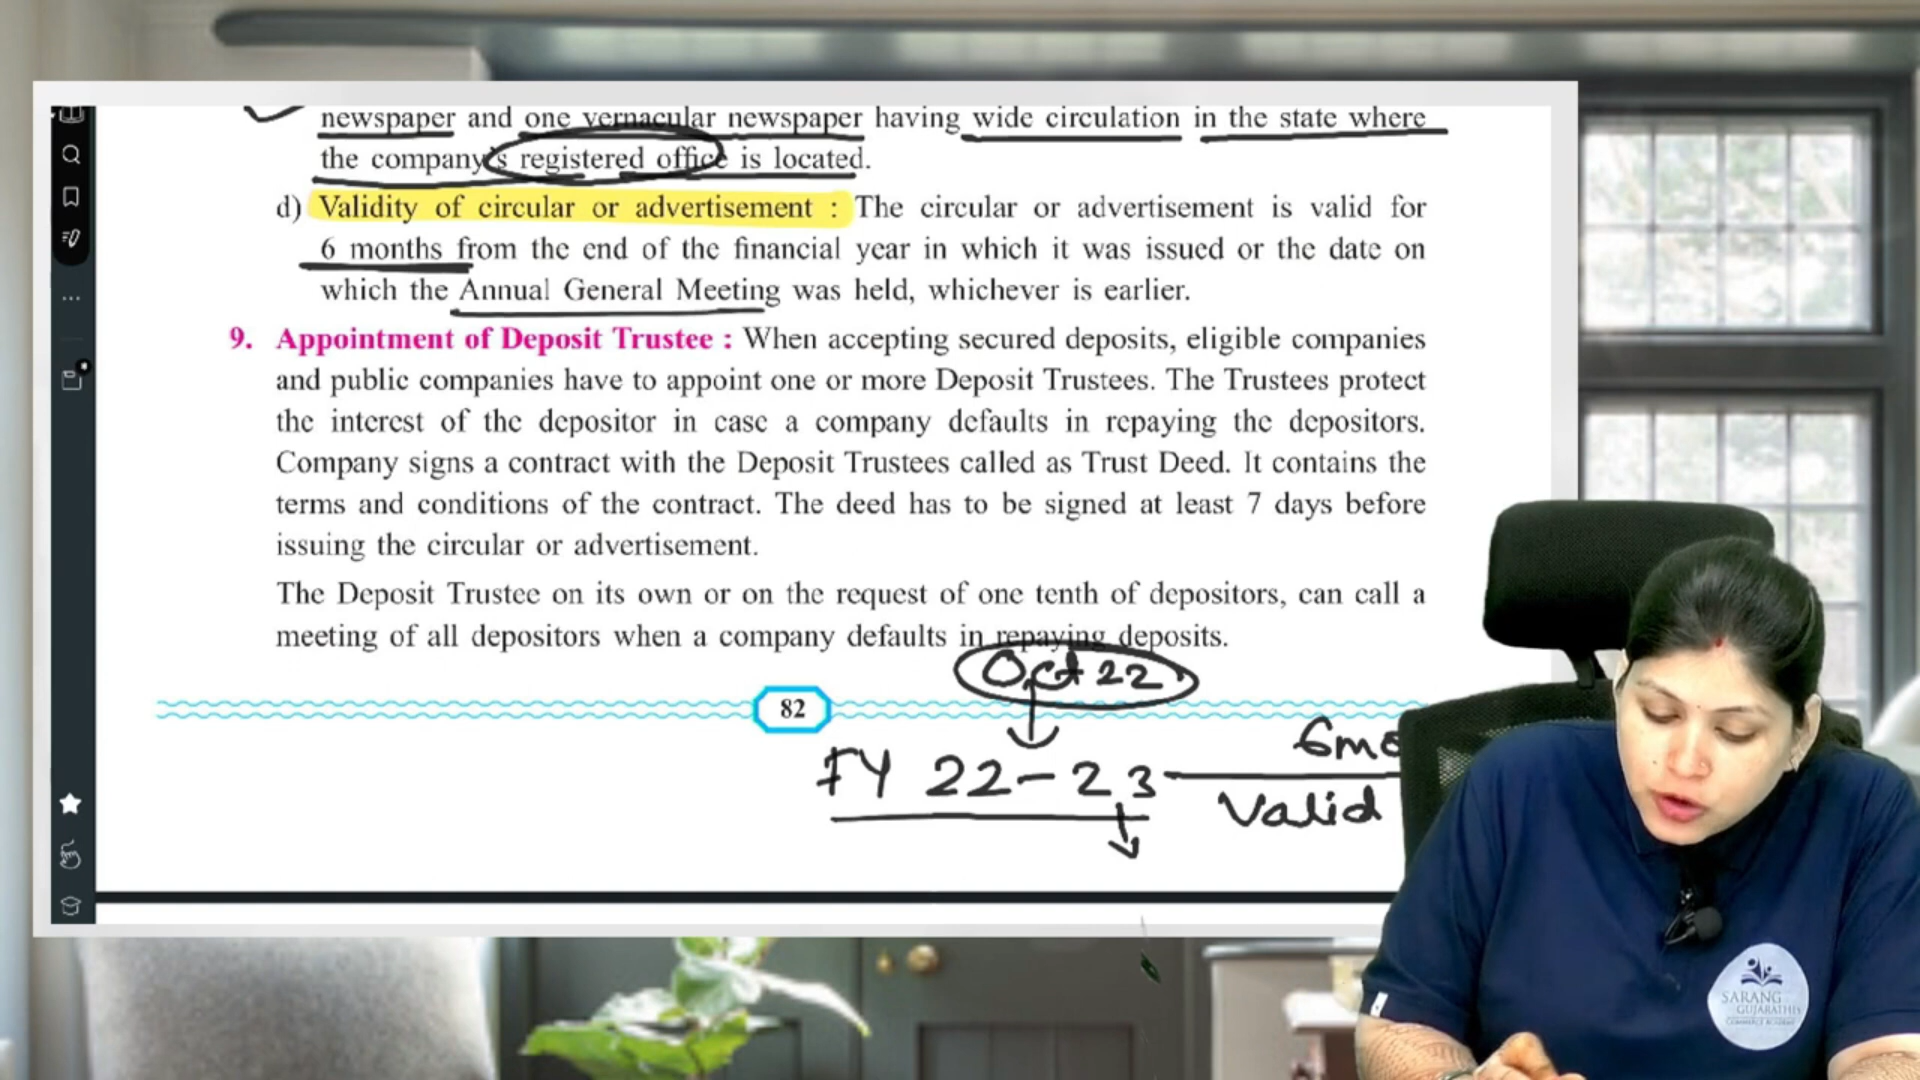 newspaper and one vernacular newspaper having wide circulation in the state where
the company's registered office is located.
d) Validity of circular or advertisement : The circular or advertisement is valid for
6 months from the end of the financial year in which it was issued or the date on
which the Annual General Meeting was held, whichever is earlier.
9. Appointment of Deposit Trustee : When accepting secured deposits, eligible companies
and public companies have to appoint one or more Deposit Trustees. The Trustees protect
the interest of the depositor in case a company defaults in repaying the depositors.
Company signs a contract with the Deposit Trustees called as Trust Deed. It contains the
terms and conditions of the contract. The deed has to be signed at least 7 days before
issuing the circular or advertisement.
The Deposit Trustee on its own or on the request of one tenth of depositors, can call a
meeting of all depositors when a company defaults in repaying deposits.
Oct 22
82
FY 22-23
6mo
Valid
SARANG
GUJARATHI
COMMERCE ACADEMY